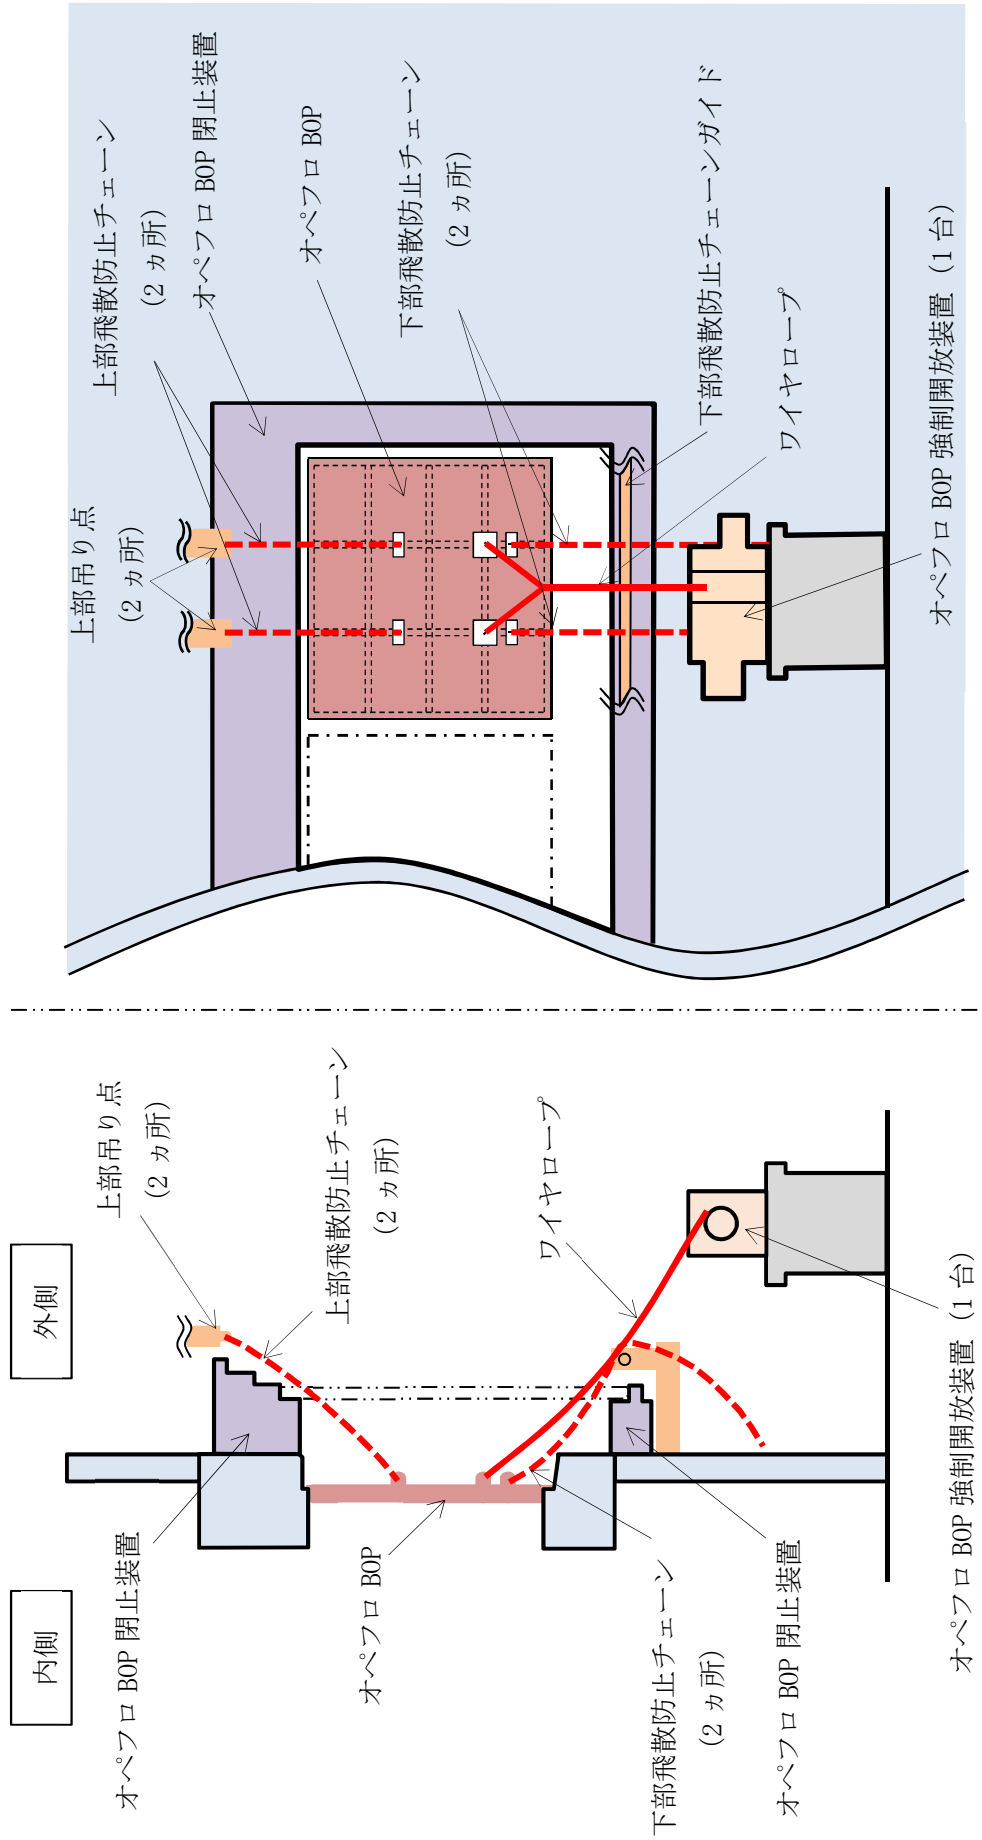 内側
外側
オペフロ BOP 閉止装置
上部吊り点
(2 ヵ所)
上部飛散防止チェーン
(2 ヵ所)
オペフロ BOP
ワイヤロープ
下部飛散防止チェーン
(2 ヵ所)
オペフロ BOP 閉止装置
オペフロ BOP 強制開放装置 (1 台)
上部吊り点
(2 ヵ所)
上部飛散防止チェーン
(2 ヵ所)
オペフロ BOP 閉止装置
オペフロ BOP
下部飛散防止チェーン
(2 ヵ所)
下部飛散防止チェーンガイド
ワイヤロープ
オペフロ BOP 強制開放装置 (1 台)